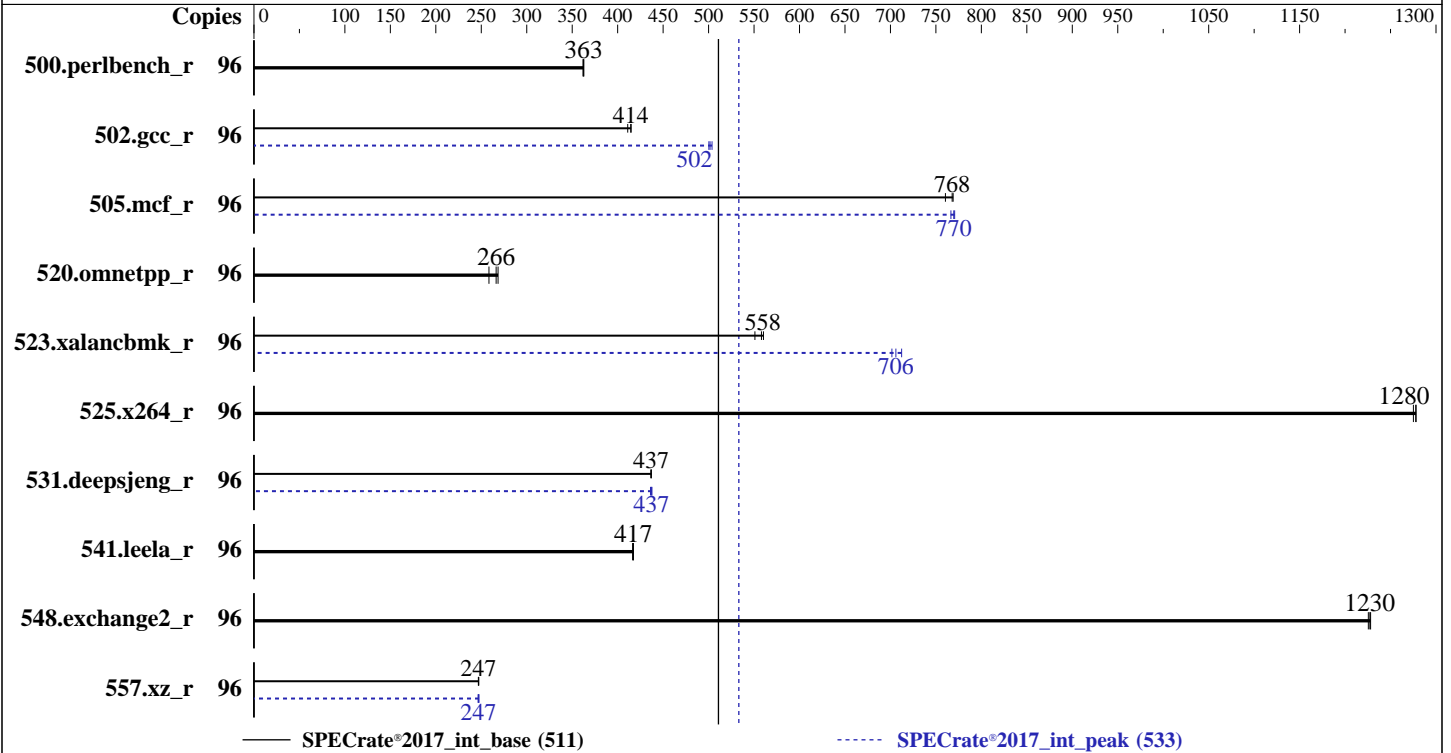 Copies 0 100 150 200 250 300 350 400 450 500 550 600 650 700 750 800 850 900 950 1050 1150 1300
500.perlbench_r 96 363
502.gcc_r 96 414
502
505.mcf_r 96 768
770
520.omnetpp_r 96 266
523.xalancbmk_r 96 558
706
525.x264_r 96 1280
531.deepsjeng_r 96 437
437
541.leela_r 96 417
548.exchange2_r 96 1230
557.xz_r 96 247
247
SPECrate®2017_int_base (511) SPECrate®2017_int_peak (533)